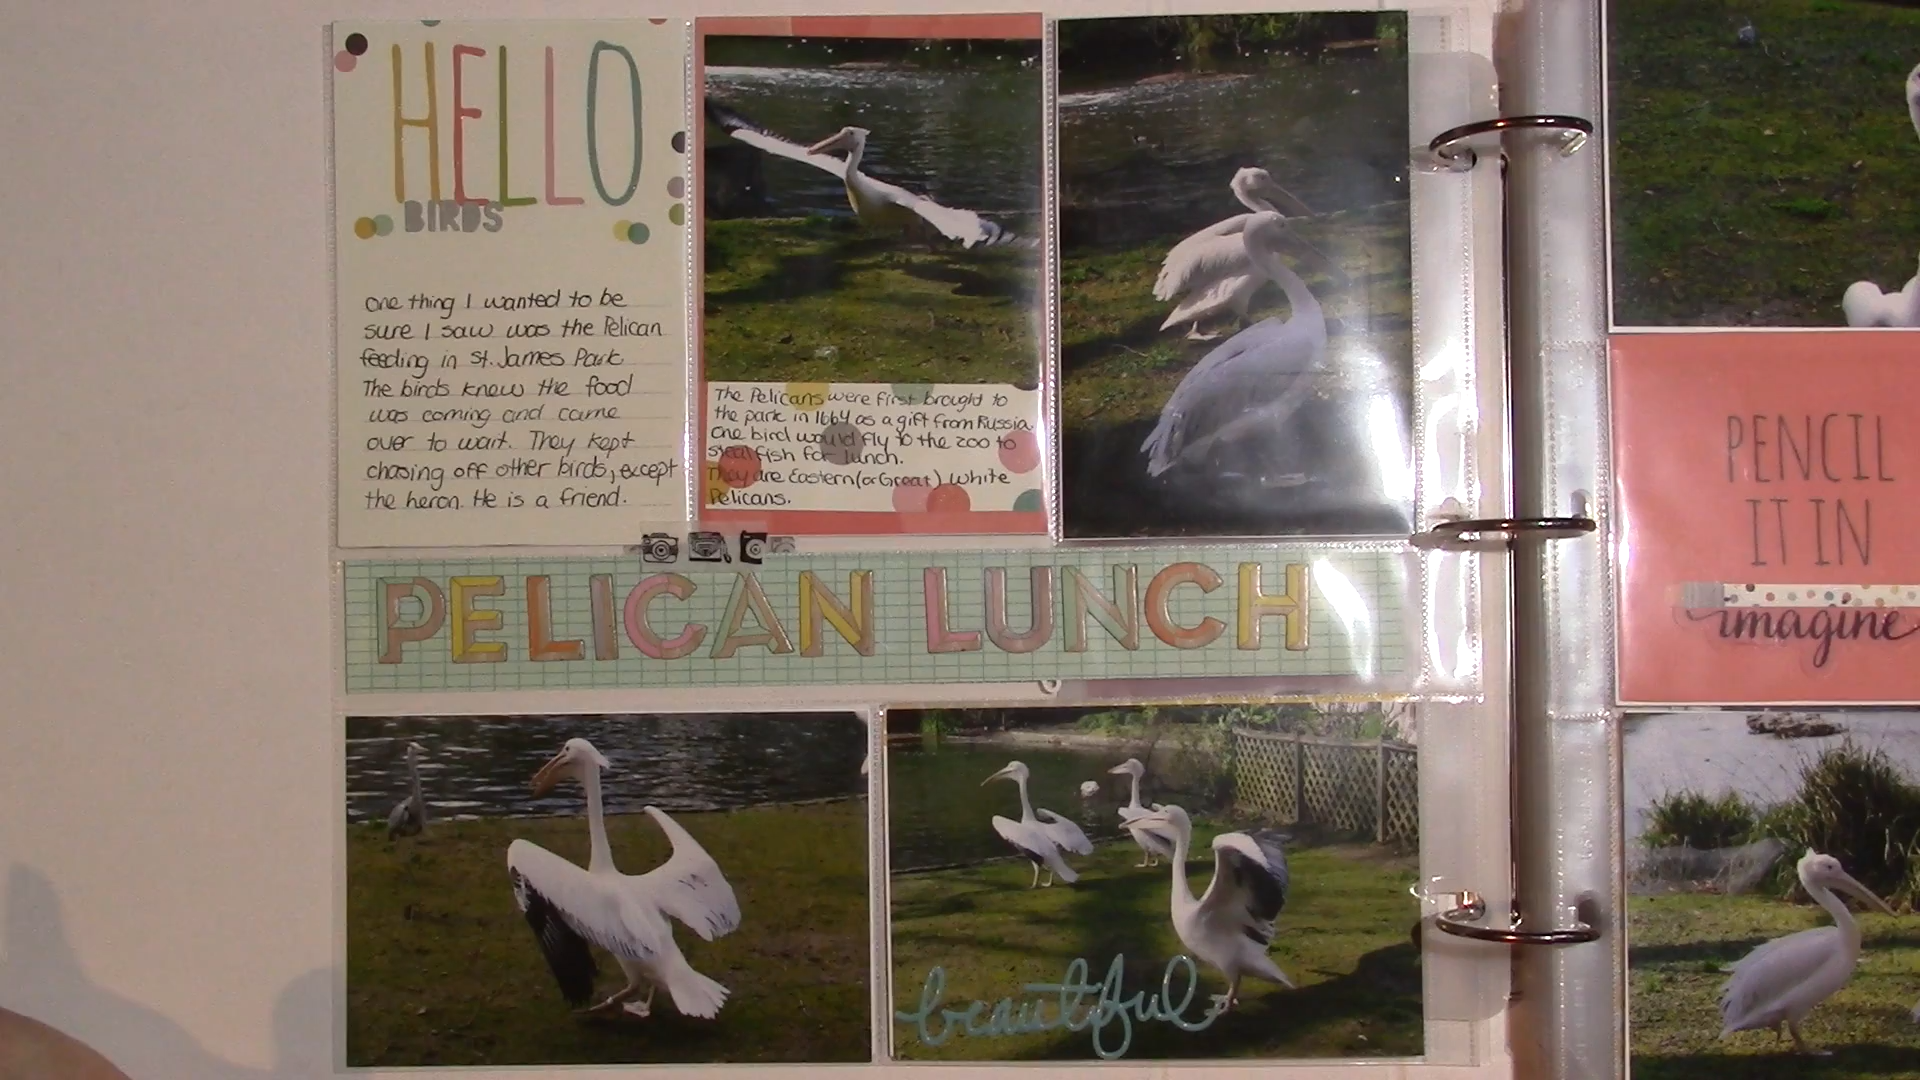 HELLO
BIRDS
One thing I wanted to be
sure I saw was the Pelican
feeding in St. James Park
The birds knew the food
was coming and came
over to wait. They kept
chasing off other birds, except
the heron. He is a friend.
The Pelicans were first brought to
the park in 1664 as a gift from Russia
One bird would fly to the zoo to
steal fish for lunch.
They are Eastern (or Great) White
Pelicans.
PELICAN LUNCH
beautiful
PENCIL
IT IN
imagine